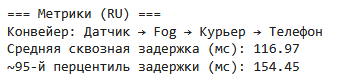 === Метрики (RU) ===
Конвейер: Датчик → Fog → Курьер → Телефон
Средняя сквозная задержка (мс): 116.97
~95-й перцентиль задержки (мс): 154.45